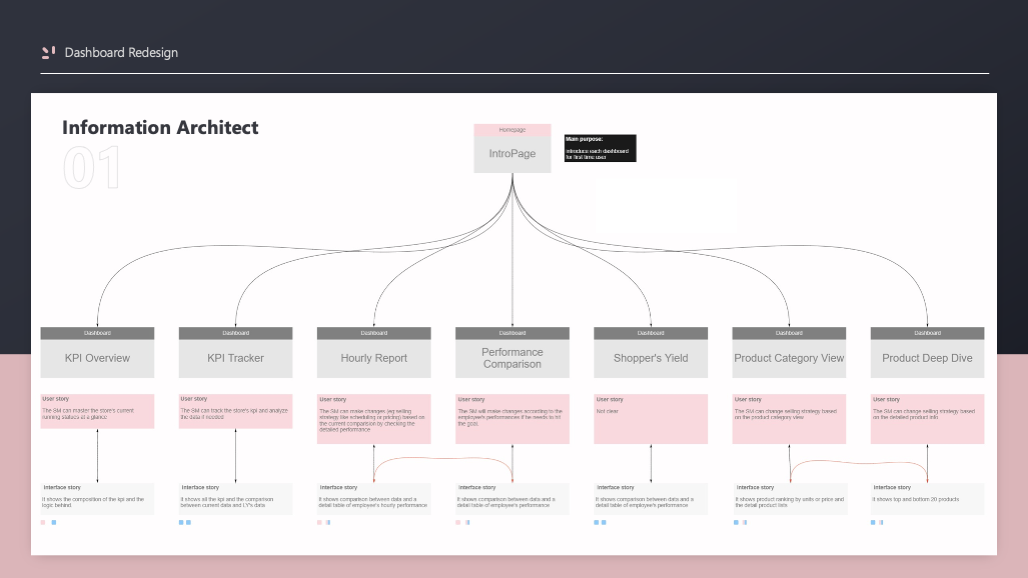 Dashboard Redesign
Information Architect
01
Homepage
IntroPage
Main purpose:
introduce each dashboard
for first time user
Dashboard
KPI Overview
Dashboard
KPI Tracker
Dashboard
Hourly Report
Dashboard
Performance
Comparison
Dashboard
Shopper's Yield
Dashboard
Product Category View
Dashboard
Product Deep Dive
User story
The SM can master the store's current
running statues at a glance
User story
The SM can track the store's kpi and analyze
the data if needed
User story
The SM can make changes (eg selling
strategy like scheduling or pricing) based on
the current comparison by checking the
detailed performance
User story
The SM will make changes according to the
employee's performances if he needs to hit
the goal.
User story
Not clear
User story
The SM can change selling strategy based
on the product category view
User story
The SM can change selling strategy based
on the detailed product info
Interface story
It shows the composition of the kpi and the
logic behind.
Interface story
It shows all the kpi and the comparison
between current data and LY's data
Interface story
It shows comparison between data and a
detail table of employee's hourly performance
Interface story
It shows comparison between data and a
detail table of employee's performance
Interface story
It shows comparison between data and a
detail table of employee's performance
Interface story
It shows product ranking by units or price and
the detail product lists
Interface story
It shows top and bottom 20 products